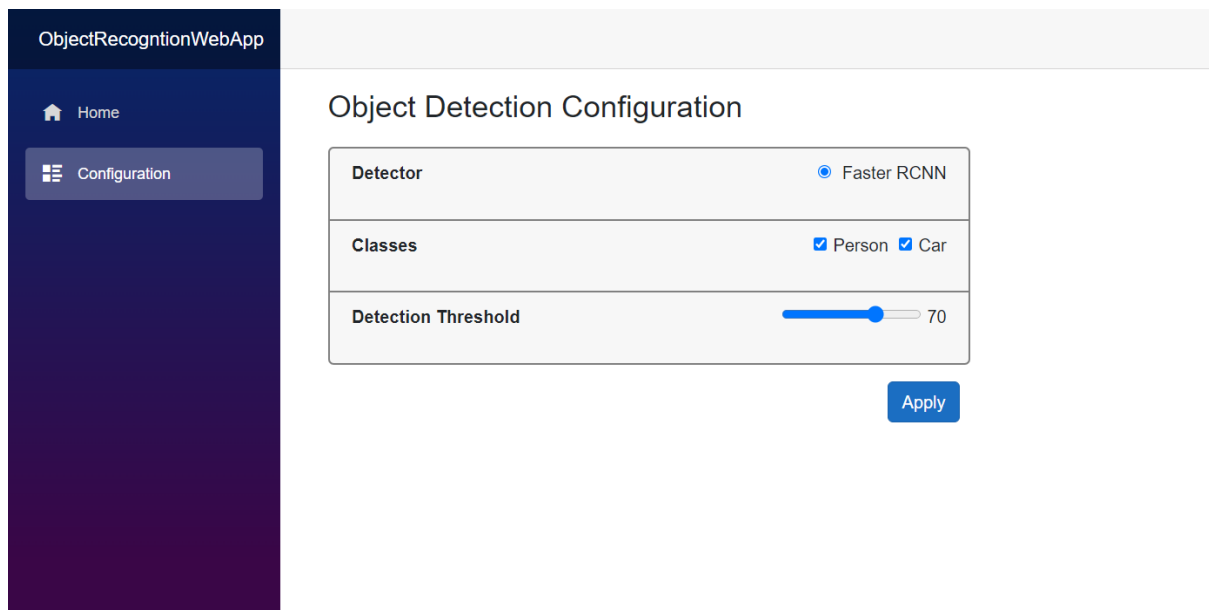 ObjectRecogntionWebApp
Home
Configuration
Object Detection Configuration
Detector Faster RCNN
Classes Person Car
Detection Threshold 70
Apply